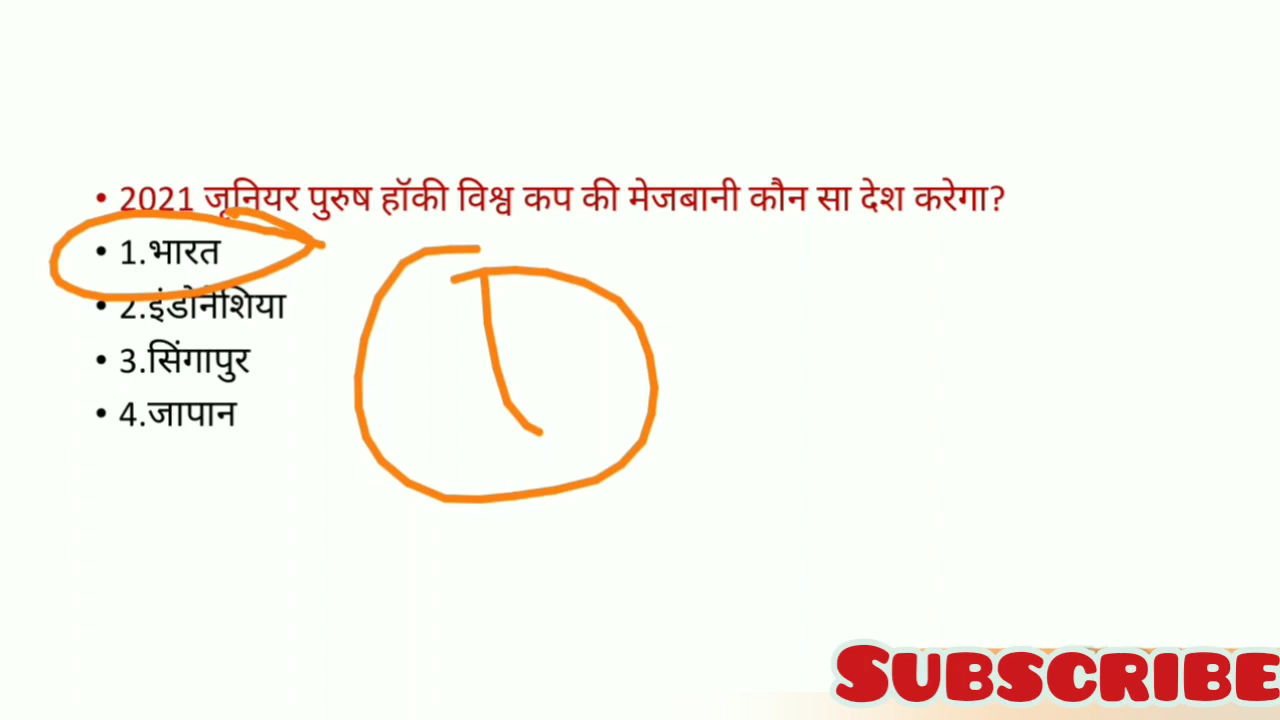 • 2021 जूनियर पुरुष हॉकी विश्व कप की मेजबानी कौन सा देश करेगा?
• 1.भारत
• 2.इंडोनेशिया
• 3.सिंगापुर
• 4.जापान
SUBSCRIBE